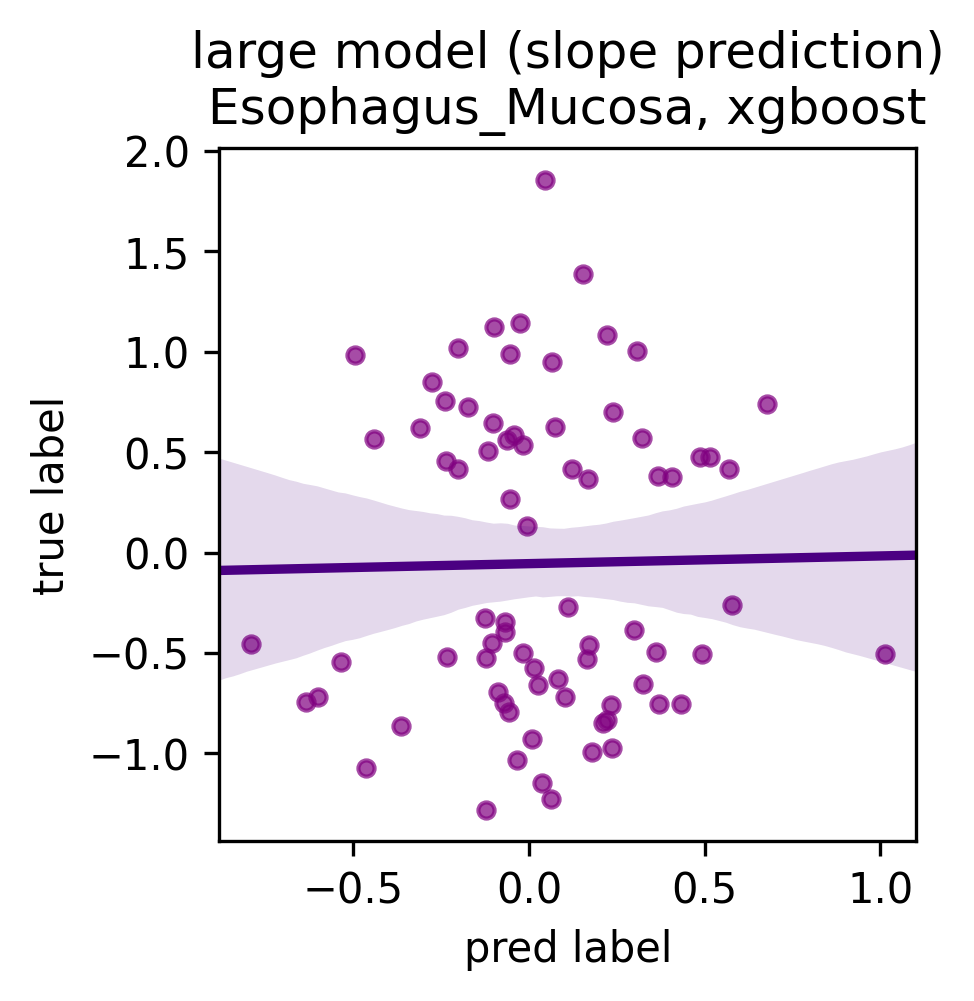 large model (slope prediction)
Esophagus_Mucosa, xgboost
2.0
1.5
1.0
0.5
0.0
−0.5
−1.0
true label
−0.5
0.0
0.5
1.0
pred label